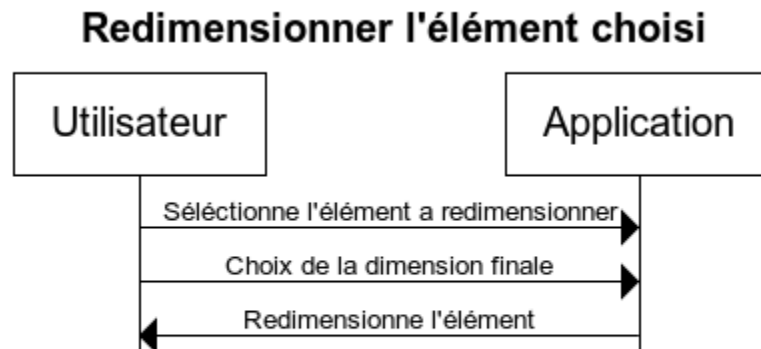 Redimensionner l'élément choisi
Utilisateur
Application
Séléctionne l'élément a redimensionner
Choix de la dimension finale
Redimensionne l'élément